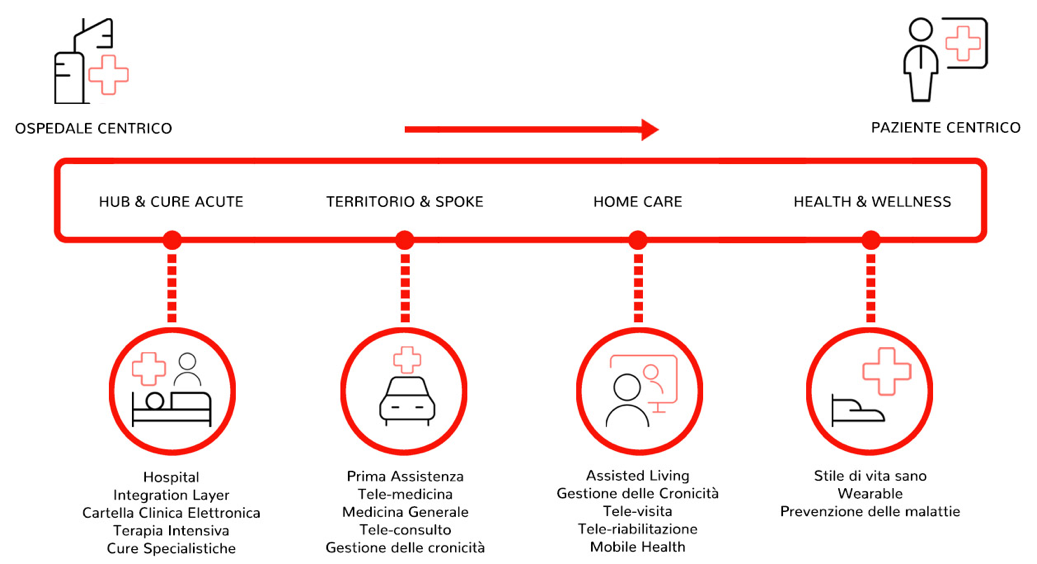 OSPEDALE CENTRICO
PAZIENTE CENTRICO
HUB & CURE ACUTE
TERRITORIO & SPOKE
HOME CARE
HEALTH & WELLNESS
Hospital
Integration Layer
Cartella Clinica Elettronica
Terapia Intensiva
Cure Specialistiche
Prima Assistenza
Tele-medicina
Medicina Generale
Tele-consulto
Gestione delle cronicità
Assisted Living
Gestione delle Cronicità
Tele-visita
Tele-riabilitazione
Mobile Health
Stile di vita sano
Wearable
Prevenzione delle malattie